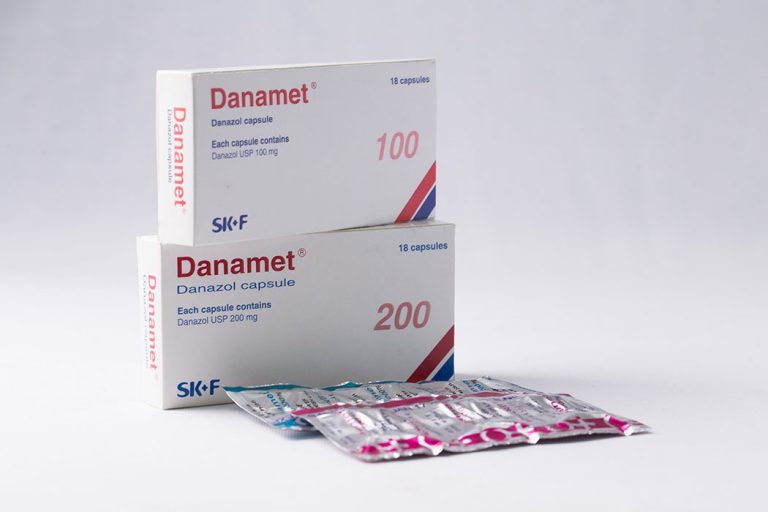 Danamet®
Danazol capsule
18 capsules
Danamet®
Danazol capsule
Each capsule contains
Danazol USP 100 mg
100
SK+F
Danamet®
Danazol capsule
18 capsules
Danamet®
Danazol capsule
Each capsule contains
Danazol USP 200 mg
200
SK+F